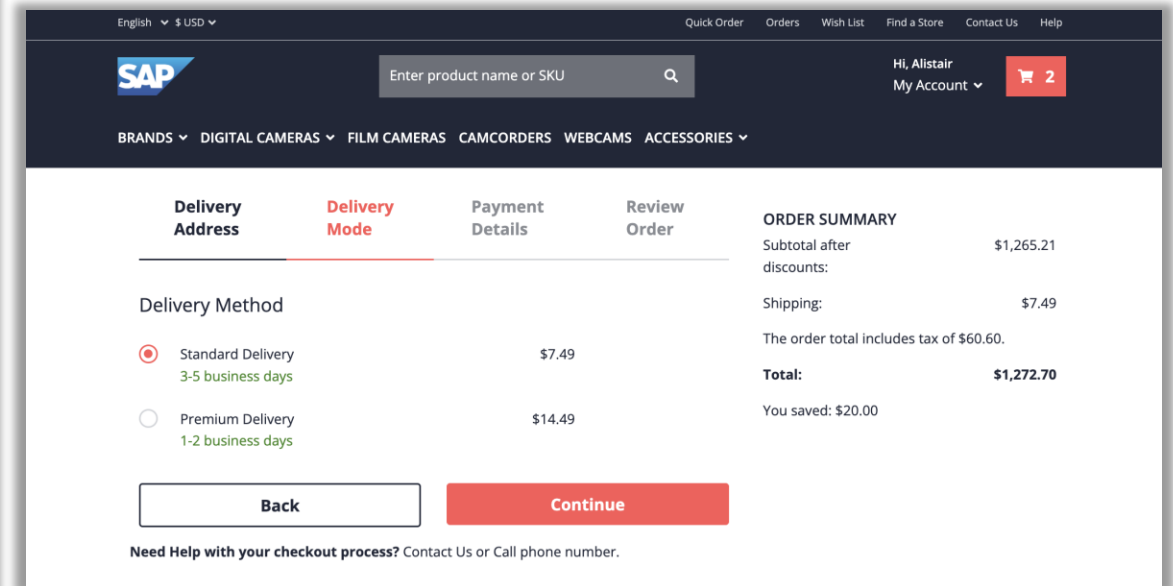 English $ USD
Quick Order Orders Wish List Find a Store Contact Us Help
SAP
Enter product name or SKU
Hi, Alistair
My Account
2
BRANDS DIGITAL CAMERAS FILM CAMERAS CAMCORDERS WEBCAMS ACCESSORIES
Delivery Address
Delivery Mode
Payment Details
Review Order
Delivery Method
Standard Delivery $7.49
3-5 business days
Premium Delivery $14.49
1-2 business days
Back
Continue
Need Help with your checkout process? Contact Us or Call phone number.
ORDER SUMMARY
Subtotal after discounts: $1,265.21
Shipping: $7.49
The order total includes tax of $60.60.
Total: $1,272.70
You saved: $20.00